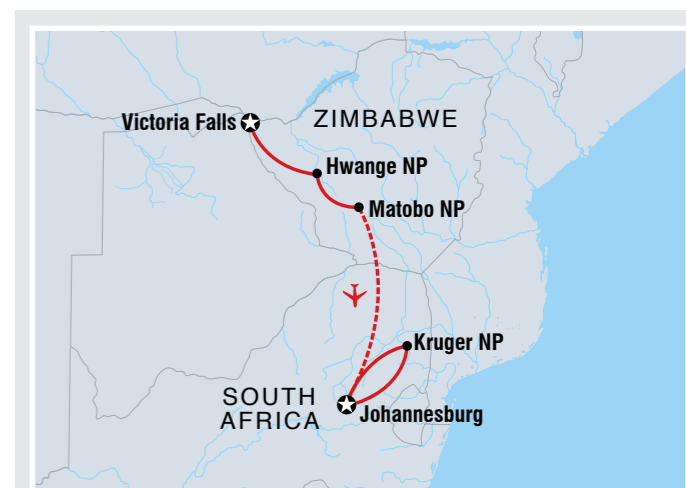 Victoria Falls
ZIMBABWE
Hwange NP
Matobo NP
Kruger NP
SOUTH
AFRICA
Johannesburg